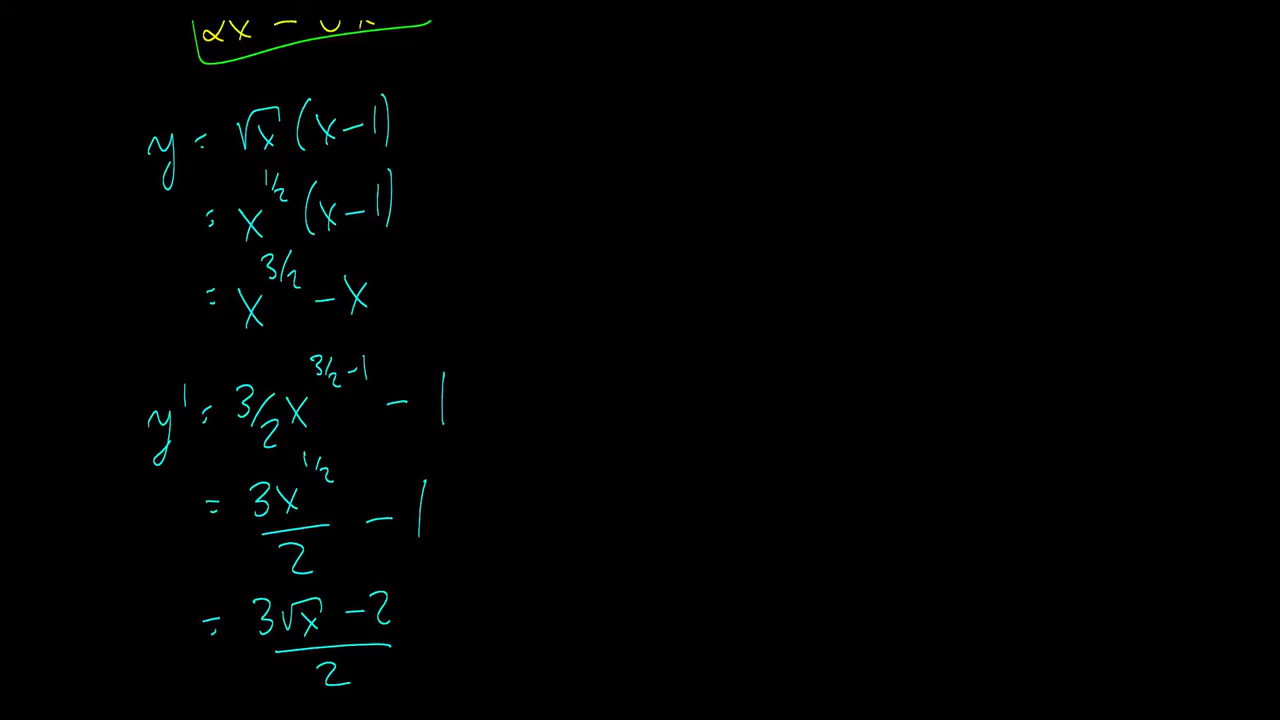 y = √x (x - 1)
= x^1/2 (x - 1)
= x^3/2 - x
y' = 3/2 x^3/2-1 - 1
= 3x^1/2 / 2 - 1
= 3√x - 2 / 2